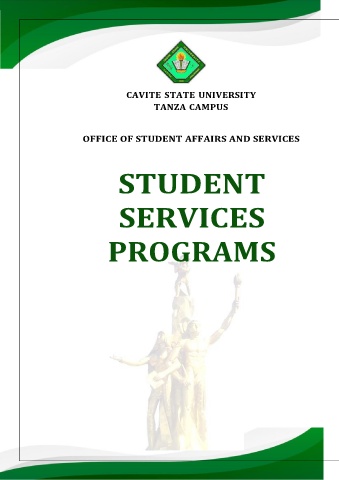 CAVITE STATE UNIVERSITY
TANZA CAMPUS
OFFICE OF STUDENT AFFAIRS AND SERVICES
STUDENT
SERVICES
PROGRAMS